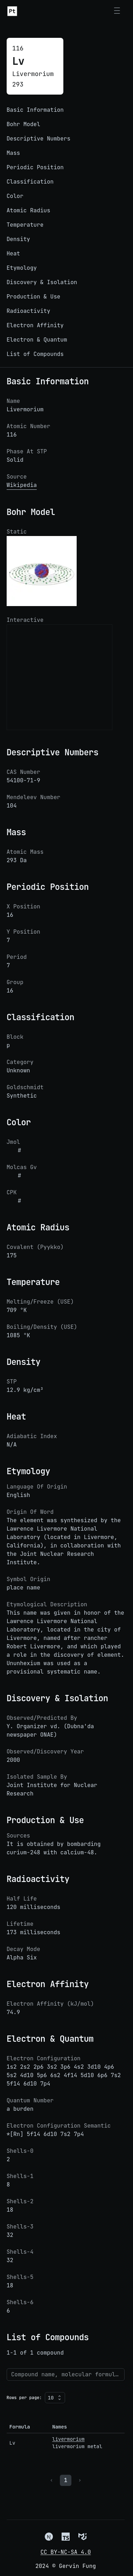 Pt
116
Lv
Livermorium
293
Basic Information
Bohr Model
Descriptive Numbers
Mass
Periodic Position
Classification
Color
Atomic Radius
Temperature
Density
Heat
Etymology
Discovery & Isolation
Production & Use
Radioactivity
Electron Affinity
Electron & Quantum
List of Compounds
Basic Information
Name
Livermorium
Atomic Number
116
Phase At STP
Solid
Source
Wikipedia
Bohr Model
Static
Interactive
Descriptive Numbers
CAS Number
54100-71-9
Mendeleev Number
104
Mass
Atomic Mass
293 Da
Periodic Position
X Position
16
Y Position
7
Period
7
Group
16
Classification
Block
p
Category
Unknown
Goldschmidt
Synthetic
Color
Jmol
#
Molcas Gv
#
CPK
#
Atomic Radius
Covalent (Pyykko)
175
Temperature
Melting/Freeze (USE)
709 °K
Boiling/Density (USE)
1085 °K
Density
STP
12.9 kg/cm³
Heat
Adiabatic Index
N/A
Etymology
Language Of Origin
English
Origin Of Word
The element was synthesized by the
Lawrence Livermore National
Laboratory (located in Livermore,
California), in collaboration with
the Joint Nuclear Research
Institute.
Symbol Origin
place name
Etymological Description
This name was given in honor of the
Lawrence Livermore National
Laboratory, located in the city of
Livermore, named after rancher
Robert Livermore, and which played
a role in the discovery of element.
Ununhexium was used as a
provisional systematic name.
Discovery & Isolation
Observed/Predicted By
Y. Organizer vd. (Dubna'da
newspaper ONAE)
Observed/Discovery Year
2000
Isolated Sample By
Joint Institute for Nuclear
Research
Production & Use
Sources
It is obtained by bombarding
curium-248 with calcium-48.
Radioactivity
Half Life
120 milliseconds
Lifetime
173 milliseconds
Decay Mode
Alpha Six
Electron Affinity
Electron Affinity (kJ/mol)
74.9
Electron & Quantum
Electron Configuration
1s2 2s2 2p6 3s2 3p6 4s2 3d10 4p6
5s2 4d10 5p6 6s2 4f14 5d10 6p6 7s2
5f14 6d10 7p4
Quantum Number
a burden
Electron Configuration Semantic
+[Rn] 5f14 6d10 7s2 7p4
Shells-0
2
Shells-1
8
Shells-2
18
Shells-3
32
Shells-4
32
Shells-5
18
Shells-6
6
List of Compounds
1-1 of 1 compound
Compound name, molecular formul…
Rows per page: 10
Formula Names
Lv livermorium
livermorium metal
1
TS
CC BY-NC-SA 4.0
2024 © Gervin Fung